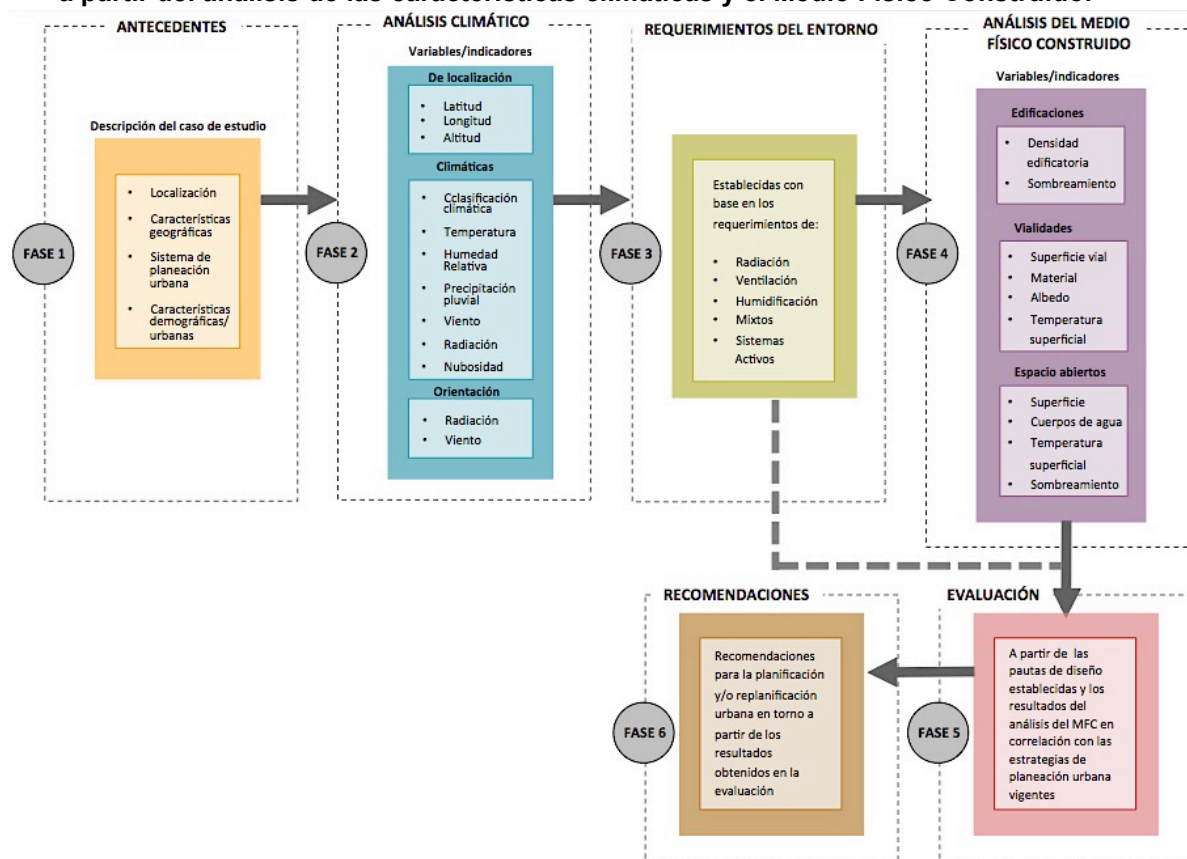 a partir del análisis de las características climáticas y el Medio Físico Construido.
ANTECEDENTES
Descripción del caso de estudio
• Localización
• Características
geográficas
• Sistema de
planeación
urbana
• Características
demográficas/
urbanas
FASE 1
ANÁLISIS CLIMÁTICO
Variables/indicadores
De localización
• Latitud
• Longitud
• Altitud
Climáticas
• Cclasificación
climática
• Temperatura
• Humedad
Relativa
• Precipitación
pluvial
• Viento
• Radiación
• Nubosidad
Orientación
• Radiación
• Viento
FASE 2
REQUERIMIENTOS DEL ENTORNO
Establecidas con
base en los
requerimientos de:
• Radiación
• Ventilación
• Humidificación
• Mixtos
• Sistemas
Activos
FASE 3
ANÁLISIS DEL MEDIO
FÍSICO CONSTRUIDO
Variables/indicadores
Edificaciones
• Densidad
edificatoria
• Sombreamiento
Vialidades
• Superficie vial
• Material
• Albedo
• Temperatura
superficial
Espacio abiertos
• Superficie
• Cuerpos de agua
• Temperatura
superficial
• Sombreamiento
FASE 4
EVALUACIÓN
A partir de las
pautas de diseño
establecidas y los
resultados del
análisis del MFC en
correlación con las
estrategias de
planeación urbana
vigentes
FASE 5
RECOMENDACIONES
Recomendaciones
para la planificación
y/o replanificación
urbana en torno a
partir de los
resultados
obtenidos en la
evaluación
FASE 6